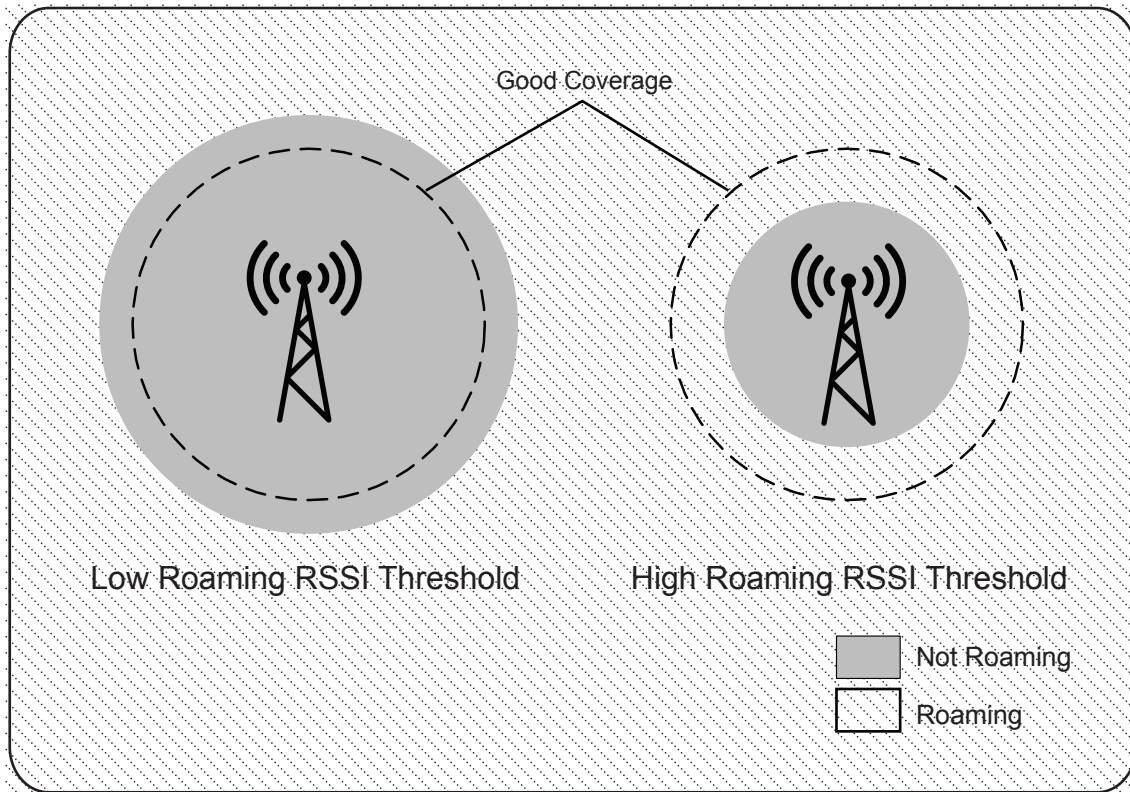 Good Coverage
Low Roaming RSSI Threshold
High Roaming RSSI Threshold
Not Roaming
Roaming